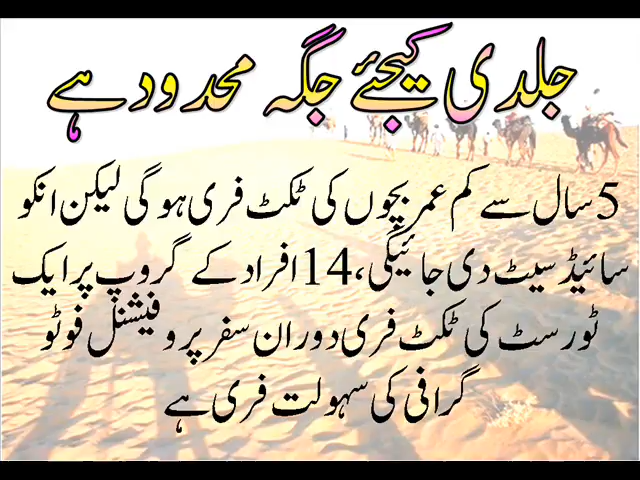 جلدی کیجئے جگہ محدود ہے
5 سال سے کم عمر بچوں کی ٹکٹ فری ہوگی لیکن انکو
سائیڈ سیٹ دی جائیگی، 14 افراد کے گروپ پر ایک
ٹورسٹ کی ٹکٹ فری دوران سفر پروفیشنل فوٹو
گرافی کی سہولت فری ہے